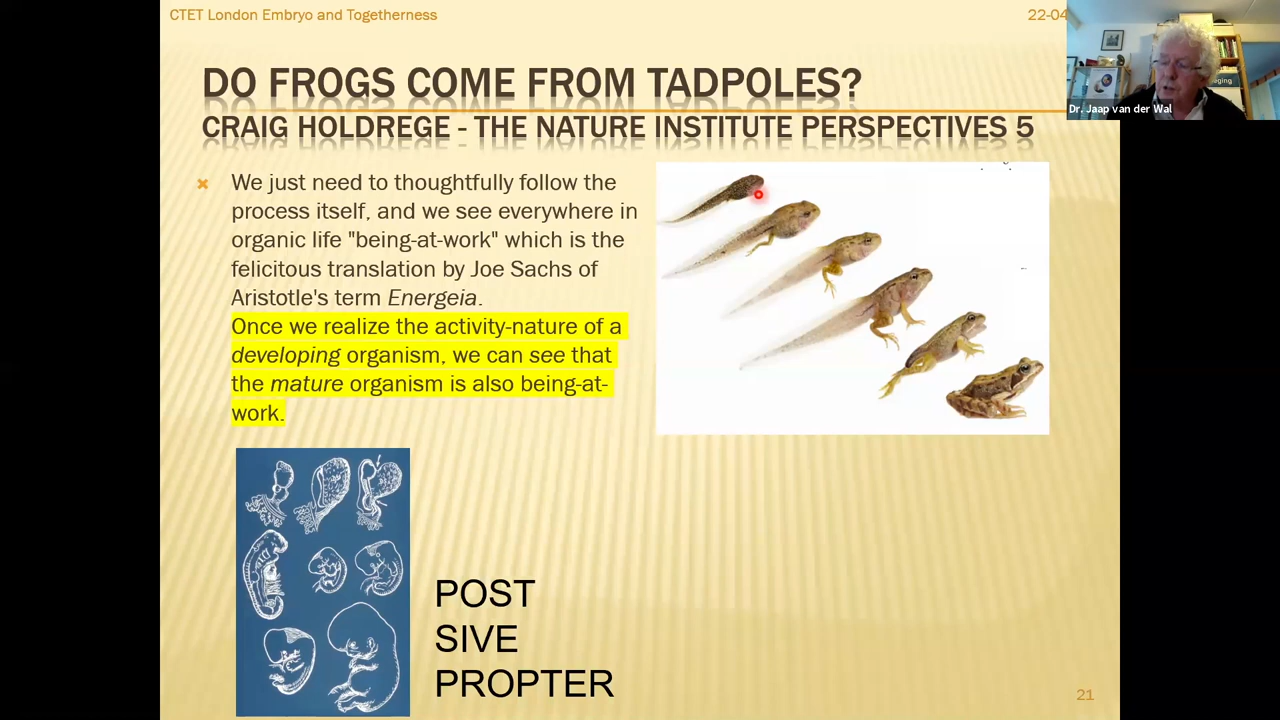 CTET London Embryo and Togetherness
22-04
DO FROGS COME FROM TADPOLES?
CRAIG HOLDREGE - THE NATURE INSTITUTE PERSPECTIVES 5
Dr. Jaap van der Wal
We just need to thoughtfully follow the
process itself, and we see everywhere in
organic life "being-at-work" which is the
felicitous translation by Joe Sachs of
Aristotle's term Energeia.
Once we realize the activity-nature of a
developing organism, we can see that
the mature organism is also being-at-
work.
POST
SIVE
PROPTER
21